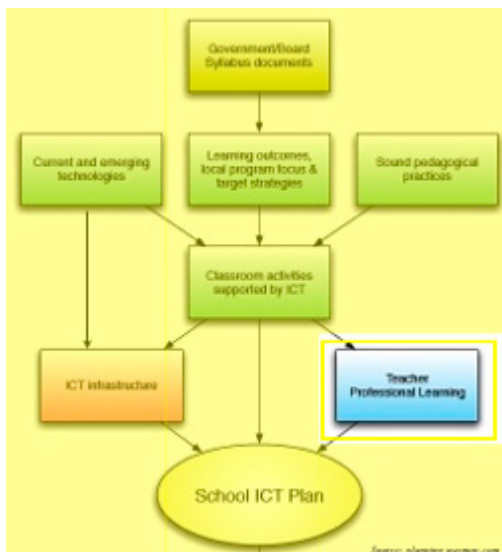 Government/Board
Syllabus documents
Current and emerging
technologies
Learning outcomes,
local program focus &
target strategies
Sound pedagogical
practices
Classroom activities
supported by ICT
ICT infrastructure
Teacher
Professional Learning
School ICT Plan